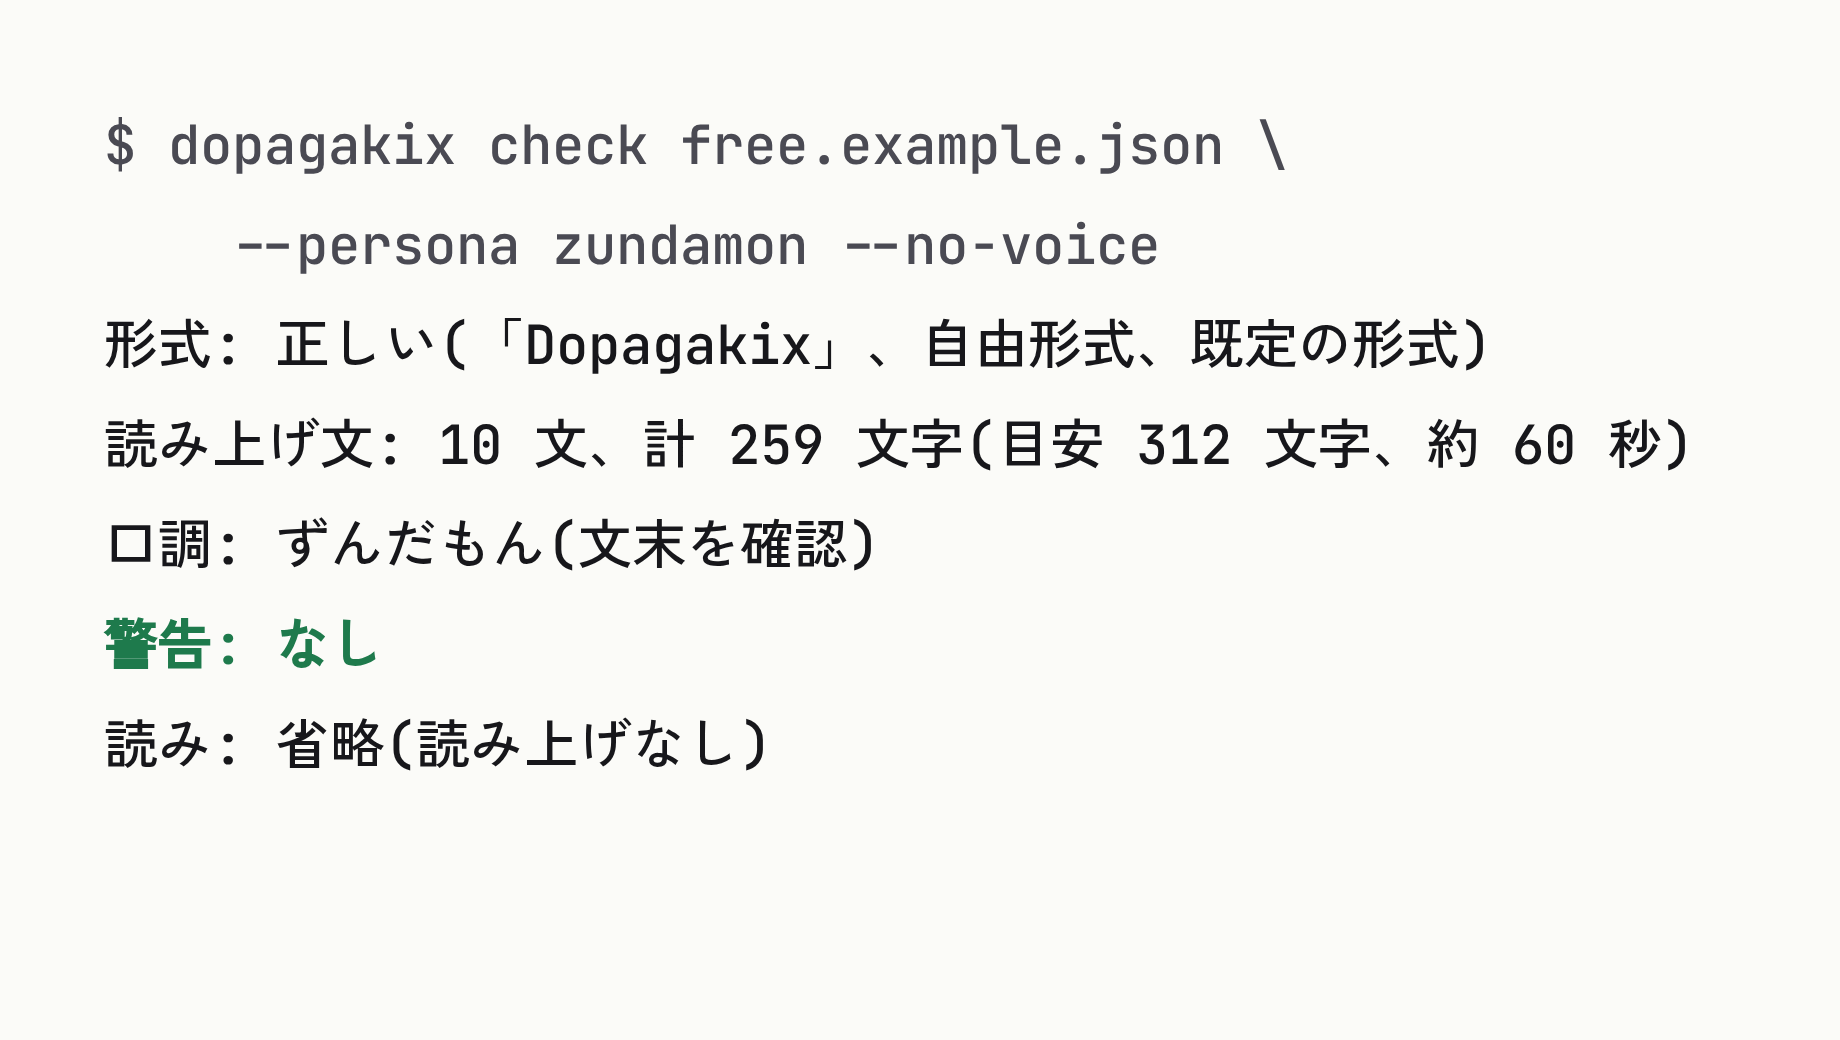 $ dopagakix check free.example.json \
--persona zundamon --no-voice
形式: 正しい(「Dopagakix」、自由形式、既定の形式)
読み上げ文: 10 文、計 259 文字(目安 312 文字、約 60 秒)
口調: ずんだもん(文末を確認)
警告: なし
読み: 省略(読み上げなし)